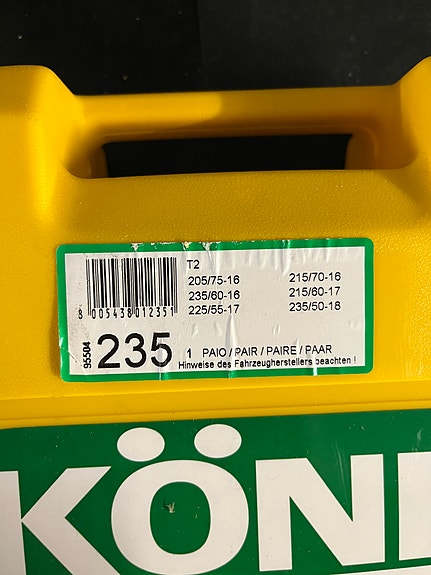 T2
205/75-16 215/70-16
235/60-16 215/60-17
225/55-17 235/50-18
8 005438 012351
95504
235
1 PAIO / PAIR / PAIRE / PAAR
Hinweise des Fahrzeugherstellers beachten !
KÖNI